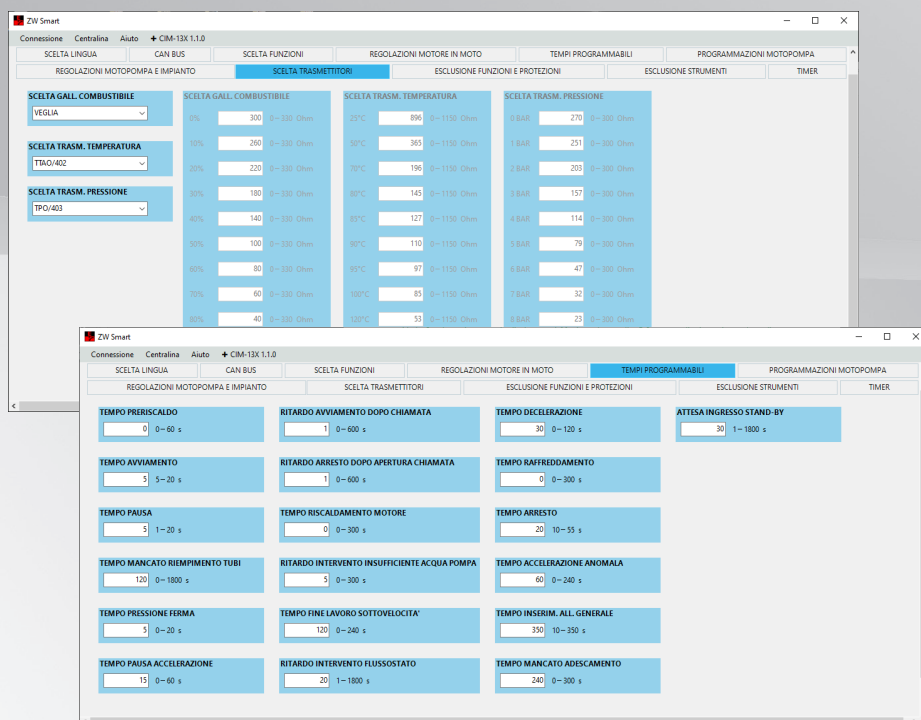 ZW Smart
Connessione Centralina Aiuto + CIM-13X 1.1.0
SCELTA LINGUA CAN BUS SCELTA FUNZIONI REGOLAZIONI MOTORE IN MOTO TEMPI PROGRAMMABILI PROGRAMMAZIONI MOTOPOMPA
REGOLAZIONI MOTOPOMPA E IMPIANTO SCELTA TRASMETTITORI ESCLUSIONE FUNZIONI E PROTEZIONI ESCLUSIONE STRUMENTI TIMER
SCELTA GALL. COMBUSTIBILE SCELTA GALL. COMBUSTIBILE SCELTA TRASM. TEMPERATURA SCELTA TRASM. PRESSIONE
VEGLIA 0% 300 0~330 Ohm 25°C 896 0~1150 Ohm 0 BAR 270 0~300 Ohm
10% 260 0~330 Ohm 50°C 365 0~1150 Ohm 1 BAR 251 0~300 Ohm
SCELTA TRASM. TEMPERATURA
TTAO/402 20% 220 0~330 Ohm 70°C 196 0~1150 Ohm 2 BAR 203 0~300 Ohm
SCELTA TRASM. PRESSIONE 30% 180 0~330 Ohm 80°C 145 0~1150 Ohm 3 BAR 157 0~300 Ohm
TPO/403 40% 140 0~330 Ohm 85°C 127 0~1150 Ohm 4 BAR 114 0~300 Ohm
50% 100 0~330 Ohm 90°C 110 0~1150 Ohm 5 BAR 79 0~300 Ohm
60% 80 0~330 Ohm 95°C 97 0~1150 Ohm 6 BAR 47 0~300 Ohm
70% 60 0~330 Ohm 100°C 85 0~1150 Ohm 7 BAR 32 0~300 Ohm
80% 40 0~330 Ohm 120°C 53 0~1150 Ohm 8 BAR 23 0~300 Ohm
ZW Smart
Connessione Centralina Aiuto + CIM-13X 1.1.0
SCELTA LINGUA CAN BUS SCELTA FUNZIONI REGOLAZIONI MOTORE IN MOTO TEMPI PROGRAMMABILI PROGRAMMAZIONI MOTOPOMPA
REGOLAZIONI MOTOPOMPA E IMPIANTO SCELTA TRASMETTITORI ESCLUSIONE FUNZIONI E PROTEZIONI ESCLUSIONE STRUMENTI TIMER
TEMPO PRERISCALDO RITARDO AVVIAMENTO DOPO CHIAMATA TEMPO DECELERAZIONE ATTESA INGRESSO STAND-BY
0 0~60 s 1 0~600 s 30 0~120 s 30 1~1800 s
TEMPO AVVIAMENTO RITARDO ARRESTO DOPO APERTURA CHIAMATA TEMPO RAFFREDDAMENTO
5 5~20 s 1 0~600 s 0 0~300 s
TEMPO PAUSA TEMPO RISCALDAMENTO MOTORE TEMPO ARRESTO
5 1~20 s 0 0~300 s 20 10~55 s
TEMPO MANCATO RIEMPIMENTO TUBI RITARDO INTERVENTO INSUFFICIENTE ACQUA POMPA TEMPO ACCELERAZIONE ANOMALA
120 0~1800 s 5 0~300 s 60 0~240 s
TEMPO PRESSIONE FERMA TEMPO FINE LAVORO SOTTOVELOCITA' TEMPO INSERIM. ALL. GENERALE
5 0~20 s 120 0~240 s 350 10~350 s
TEMPO PAUSA ACCELERAZIONE RITARDO INTERVENTO FLUSSOSTATO TEMPO MANCATO ADESCAMENTO
15 0~60 s 20 1~1800 s 240 0~300 s